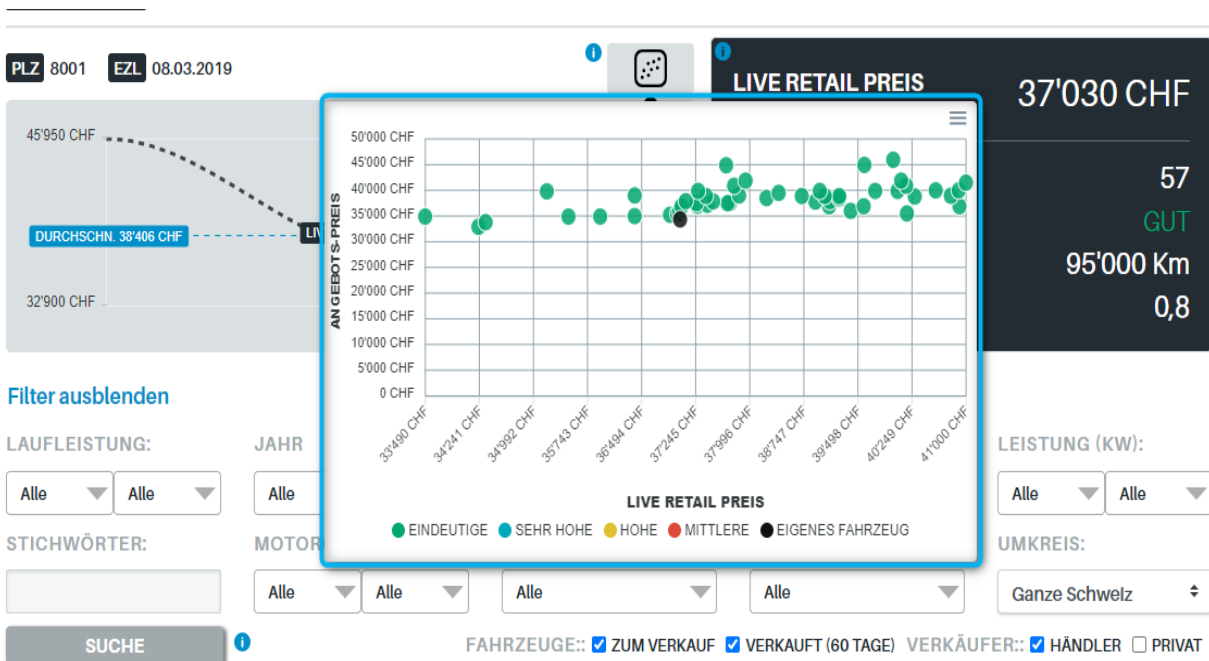 PLZ 8001 EZL 08.03.2019
LIVE RETAIL PREIS 37'030 CHF
45'950 CHF
DURCHSCHN. 38'406 CHF
32'900 CHF
57
GUT
95'000 Km
0,8
ANGEBOTS-PREIS
50'000 CHF
45'000 CHF
40'000 CHF
35'000 CHF
30'000 CHF
25'000 CHF
20'000 CHF
15'000 CHF
10'000 CHF
5'000 CHF
0 CHF
33'490 CHF
34'241 CHF
34'992 CHF
35'743 CHF
36'494 CHF
37'245 CHF
37'996 CHF
38'747 CHF
39'498 CHF
40'249 CHF
41'000 CHF
LIVE RETAIL PREIS
EINDEUTIGE SEHR HOHE HOHE MITTLERE EIGENES FAHRZEUG
Filter ausblenden
LAUFLEISTUNG: JAHR LEISTUNG (KW):
Alle Alle Alle Alle Alle
STICHWÖRTER: MOTOR UMKREIS:
Alle Alle Alle Alle Ganze Schweiz
SUCHE FAHRZEUGE:: ZUM VERKAUF VERKAUFT (60 TAGE) VERKÄUFER:: HÄNDLER PRIVAT